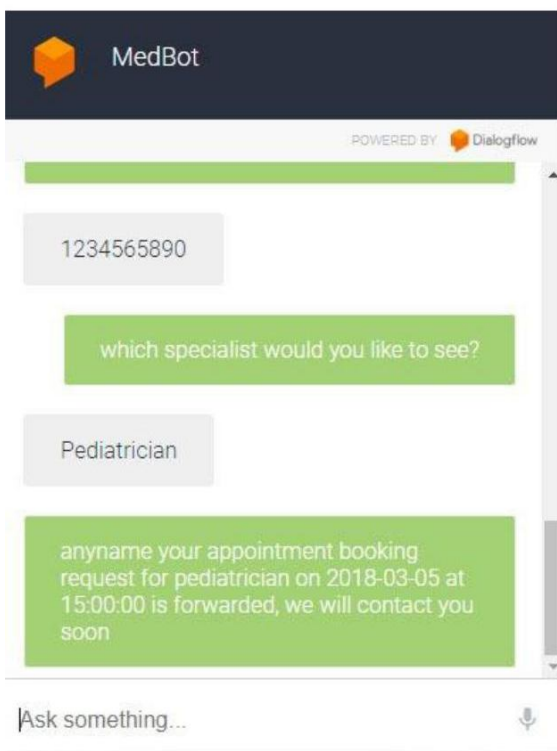 MedBot
POWERED BY Dialogflow
1234565890
which specialist would you like to see?
Pediatrician
anyname your appointment booking
request for pediatrician on 2018-03-05 at
15:00:00 is forwarded, we will contact you
soon
Ask something...